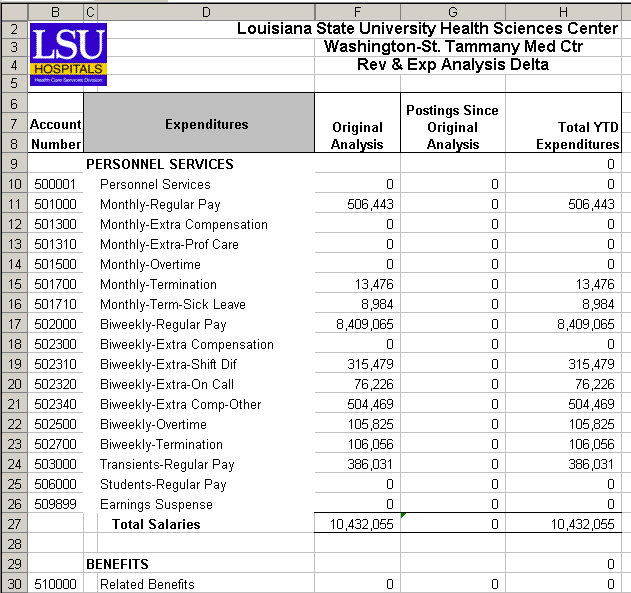 B C D F G H
2 Louisiana State University Health Sciences Center
3 Washington-St. Tammany Med Ctr
4 Rev & Exp Analysis Delta
5
LSU
HOSPITALS
Health Care Services Division
6 Postings Since
7 Account Expenditures Original Original Total YTD
8 Number Analysis Analysis Expenditures
9 PERSONNEL SERVICES 0
10 500001 Personnel Services 0 0 0
11 501000 Monthly-Regular Pay 506,443 0 506,443
12 501300 Monthly-Extra Compensation 0 0 0
13 501310 Monthly-Extra-Prof Care 0 0 0
14 501500 Monthly-Overtime 0 0 0
15 501700 Monthly-Termination 13,476 0 13,476
16 501710 Monthly-Term-Sick Leave 8,984 0 8,984
17 502000 Biweekly-Regular Pay 8,409,065 0 8,409,065
18 502300 Biweekly-Extra Compensation 0 0 0
19 502310 Biweekly-Extra-Shift Dif 315,479 0 315,479
20 502320 Biweekly-Extra-On Call 76,226 0 76,226
21 502340 Biweekly-Extra Comp-Other 504,469 0 504,469
22 502500 Biweekly-Overtime 105,825 0 105,825
23 502700 Biweekly-Termination 106,056 0 106,056
24 503000 Transients-Regular Pay 386,031 0 386,031
25 506000 Students-Regular Pay 0 0 0
26 509899 Earnings Suspense 0 0 0
27 Total Salaries 10,432,055 0 10,432,055
28
29 BENEFITS 0
30 510000 Related Benefits 0 0 0